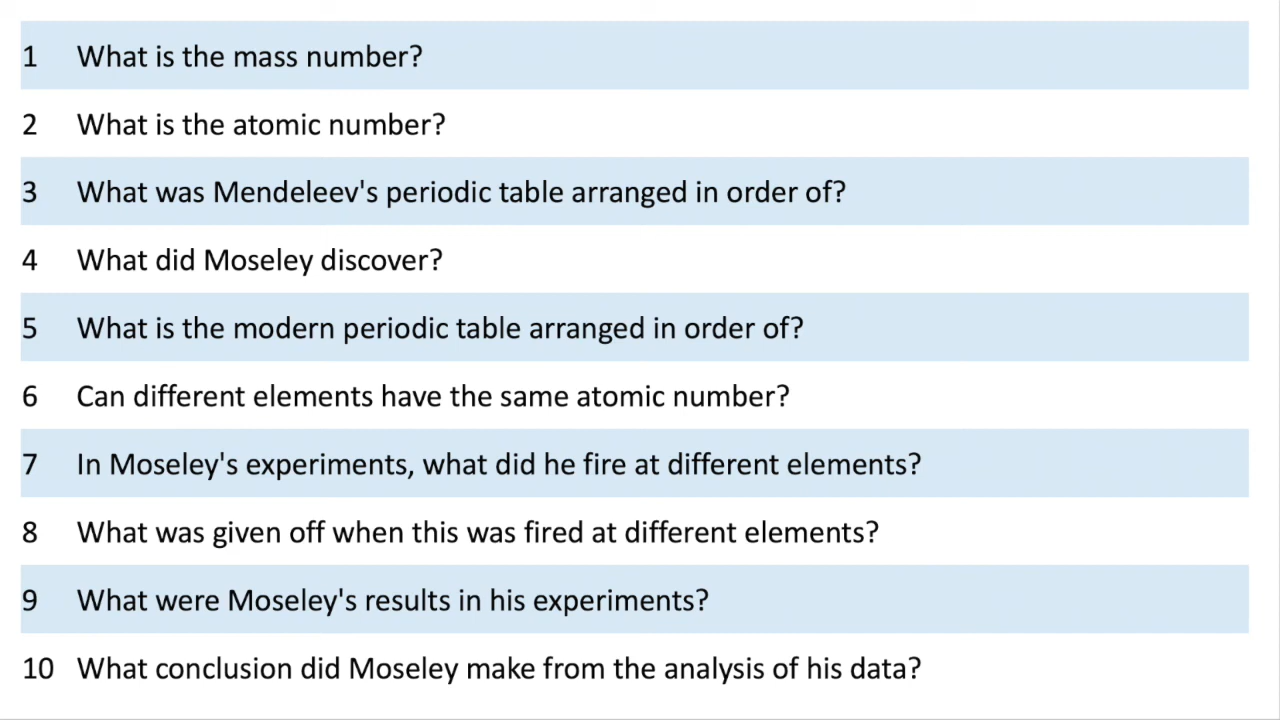 1 What is the mass number?
2 What is the atomic number?
3 What was Mendeleev's periodic table arranged in order of?
4 What did Moseley discover?
5 What is the modern periodic table arranged in order of?
6 Can different elements have the same atomic number?
7 In Moseley's experiments, what did he fire at different elements?
8 What was given off when this was fired at different elements?
9 What were Moseley's results in his experiments?
10 What conclusion did Moseley make from the analysis of his data?